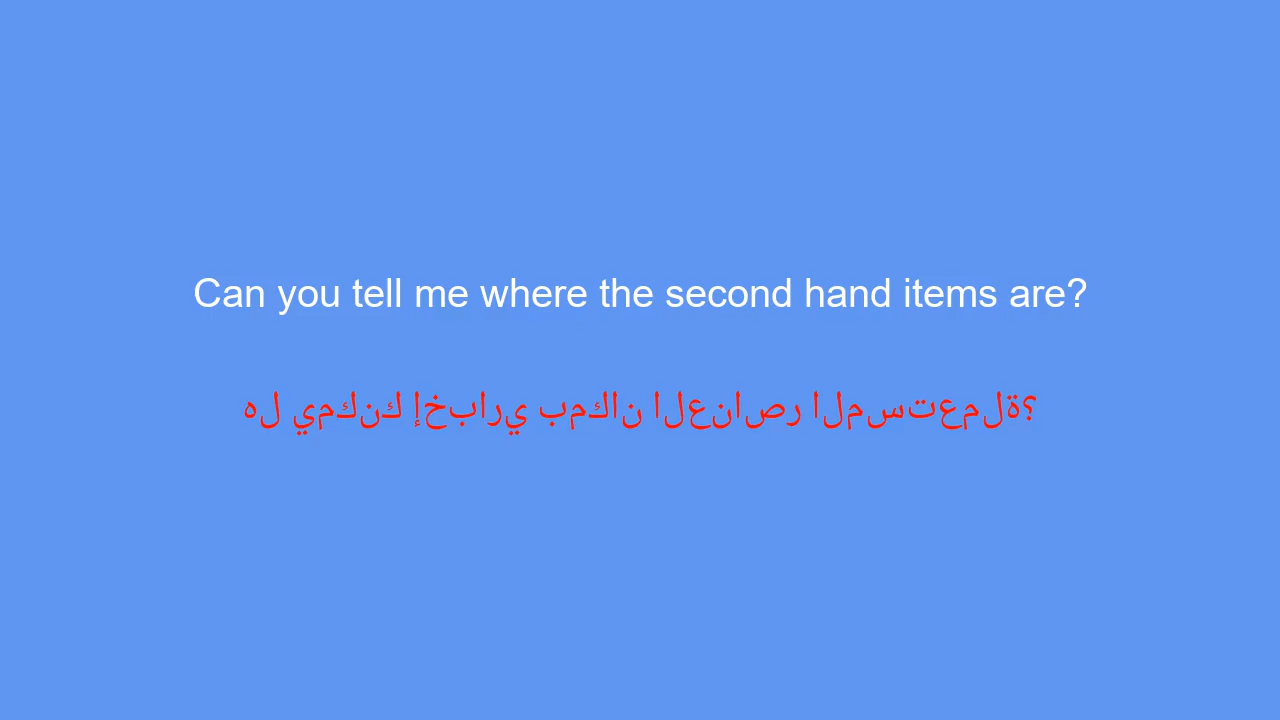 Can you tell me where the second hand items are?
هل يمكنك إخباري بمكان العناصر المستعملة؟